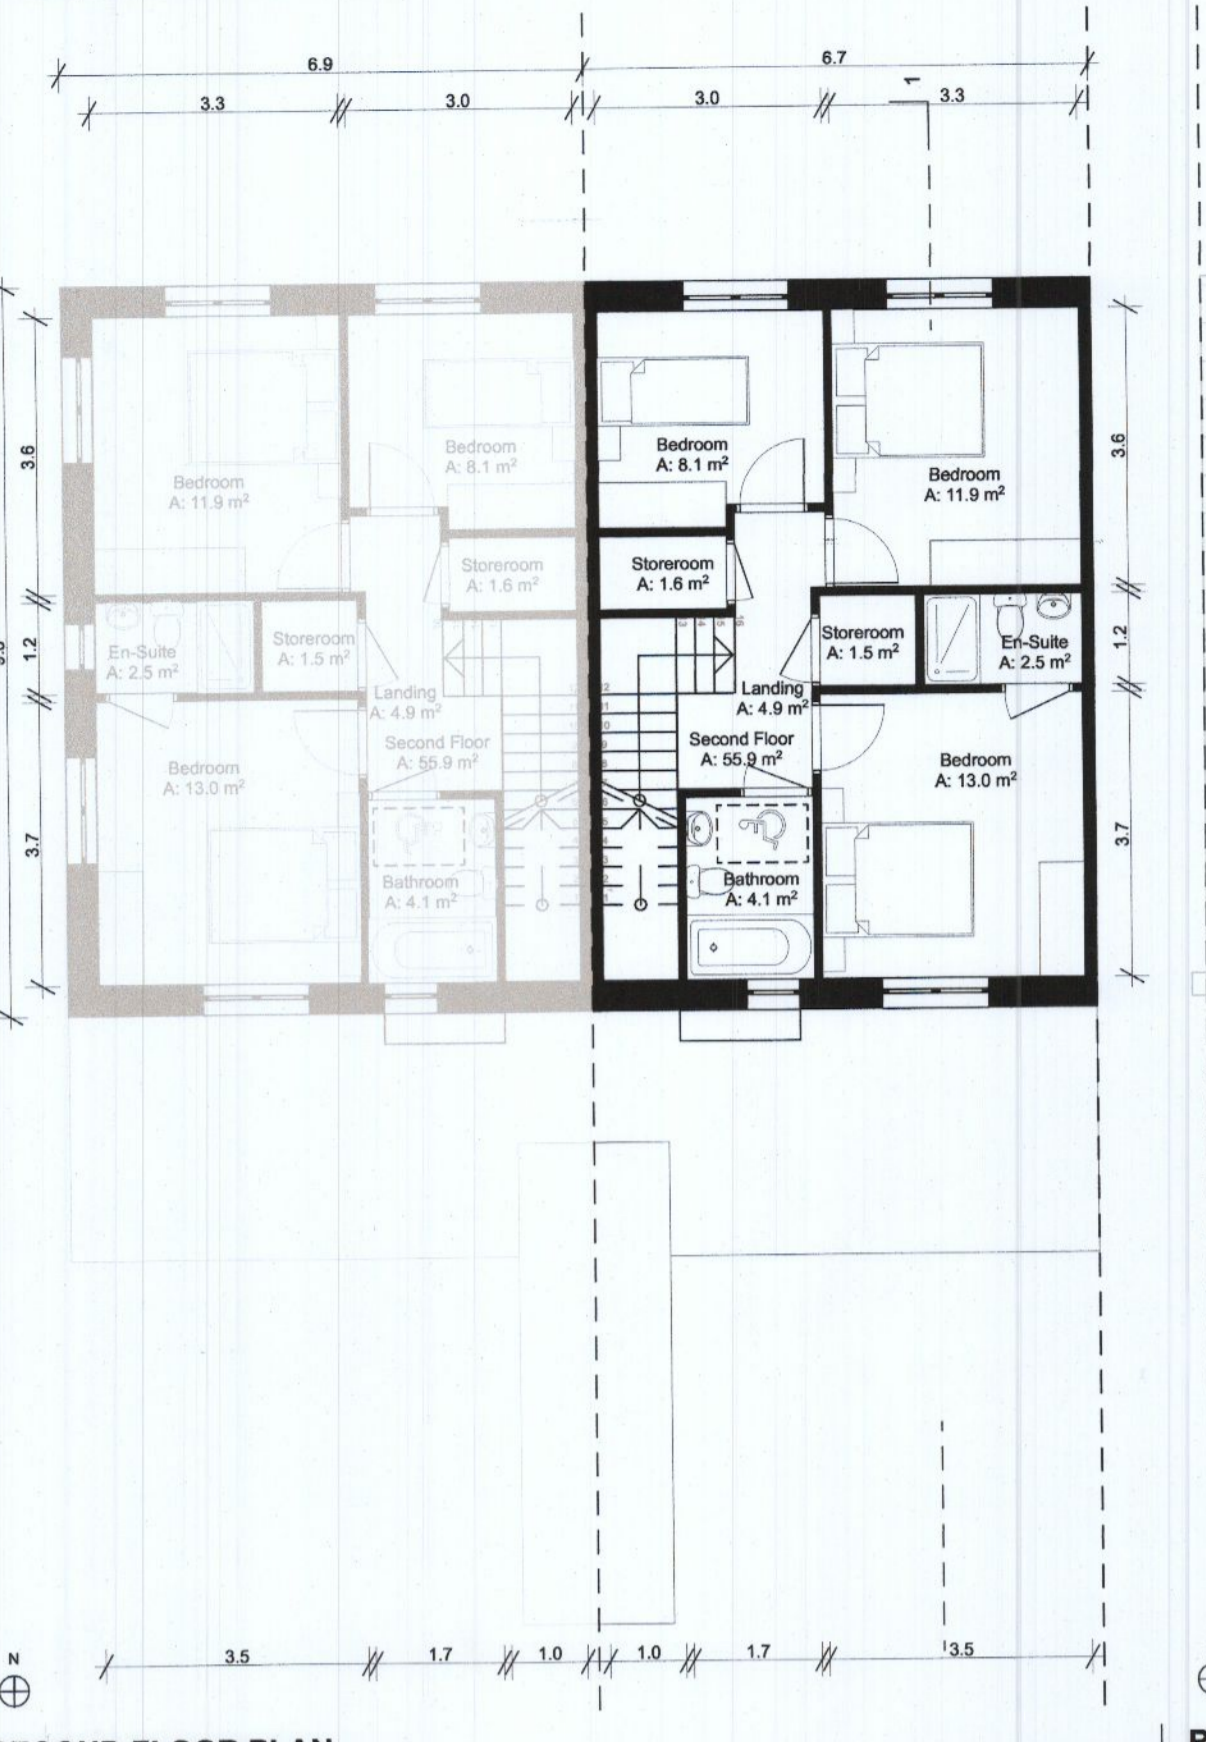 6.9
6.7
3.3
3.0
3.0
1
3.3
3.6
3.6
Bedroom
A: 11.9 m²
Bedroom
A: 8.1 m²
Bedroom
A: 8.1 m²
Bedroom
A: 11.9 m²
Storeroom
A: 1.6 m²
Storeroom
A: 1.6 m²
1.2
1.2
En-Suite
A: 2.5 m²
Storeroom
A: 1.5 m²
Storeroom
A: 1.5 m²
En-Suite
A: 2.5 m²
Landing
A: 4.9 m²
Landing
A: 4.9 m²
Second Floor
A: 55.9 m²
Second Floor
A: 55.9 m²
Bedroom
A: 13.0 m²
Bedroom
A: 13.0 m²
3.7
3.7
Bathroom
A: 4.1 m²
Bathroom
A: 4.1 m²
3.5
1.7
1.0
1.0
1.7
3.5
N
FLOOR PLAN